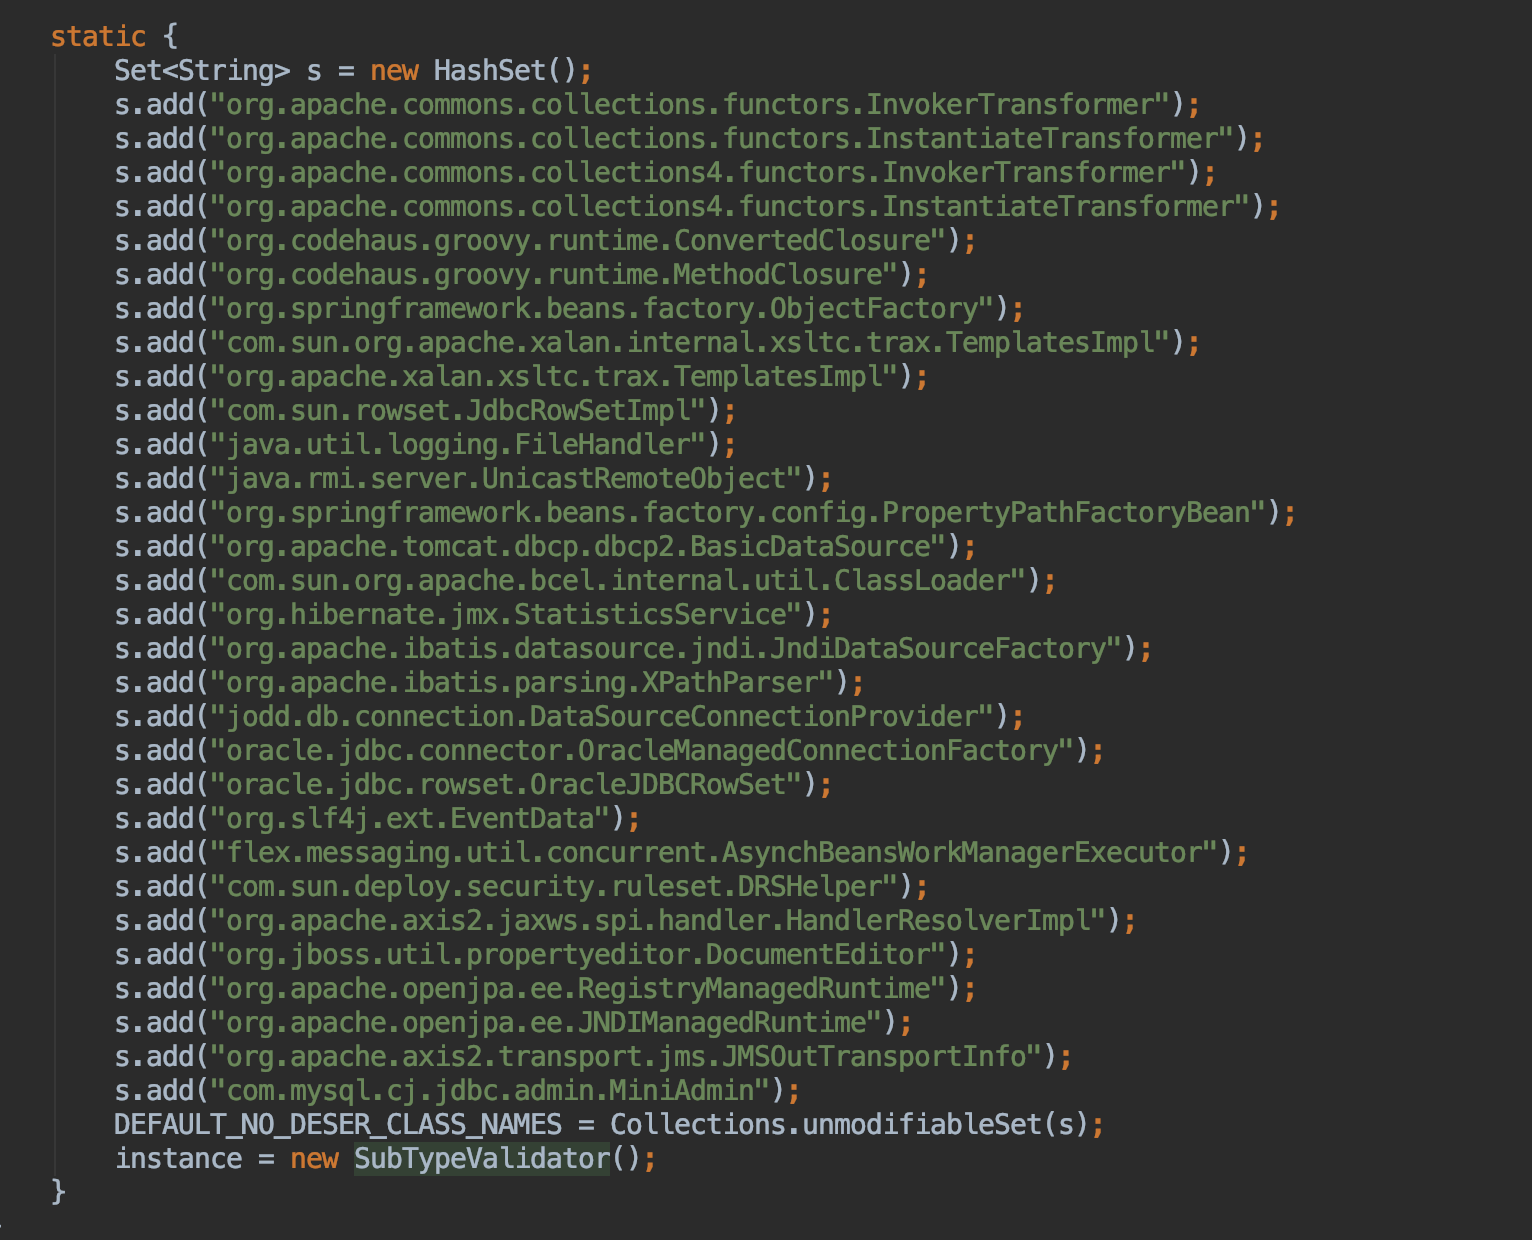 static {
Set<String> s = new HashSet();
s.add("org.apache.commons.collections.functors.InvokerTransformer");
s.add("org.apache.commons.collections.functors.InstantiateTransformer");
s.add("org.apache.commons.collections4.functors.InvokerTransformer");
s.add("org.apache.commons.collections4.functors.InstantiateTransformer");
s.add("org.codehaus.groovy.runtime.ConvertedClosure");
s.add("org.codehaus.groovy.runtime.MethodClosure");
s.add("org.springframework.beans.factory.ObjectFactory");
s.add("com.sun.org.apache.xalan.internal.xsltc.trax.TemplatesImpl");
s.add("org.apache.xalan.xsltc.trax.TemplatesImpl");
s.add("com.sun.rowset.JdbcRowSetImpl");
s.add("java.util.logging.FileHandler");
s.add("java.rmi.server.UnicastRemoteObject");
s.add("org.springframework.beans.factory.config.PropertyPathFactoryBean");
s.add("org.apache.tomcat.dbcp.dbcp2.BasicDataSource");
s.add("com.sun.org.apache.bcel.internal.util.ClassLoader");
s.add("org.hibernate.jmx.StatisticsService");
s.add("org.apache.ibatis.datasource.jndi.JndiDataSourceFactory");
s.add("org.apache.ibatis.parsing.XPathParser");
s.add("jodd.db.connection.DataSourceConnectionProvider");
s.add("oracle.jdbc.connector.OracleManagedConnectionFactory");
s.add("oracle.jdbc.rowset.OracleJDBCRowSet");
s.add("org.slf4j.ext.EventData");
s.add("flex.messaging.util.concurrent.AsynchBeansWorkManagerExecutor");
s.add("com.sun.deploy.security.ruleset.DRSHelper");
s.add("org.apache.axis2.jaxws.spi.handler.HandlerResolverImpl");
s.add("org.jboss.util.propertyeditor.DocumentEditor");
s.add("org.apache.openjpa.ee.RegistryManagedRuntime");
s.add("org.apache.openjpa.ee.JNDIManagedRuntime");
s.add("org.apache.axis2.transport.jms.JMSOutTransportInfo");
s.add("com.mysql.cj.jdbc.admin.MiniAdmin");
DEFAULT_NO_DESER_CLASS_NAMES = Collections.unmodifiableSet(s);
instance = new SubTypeValidator();
}